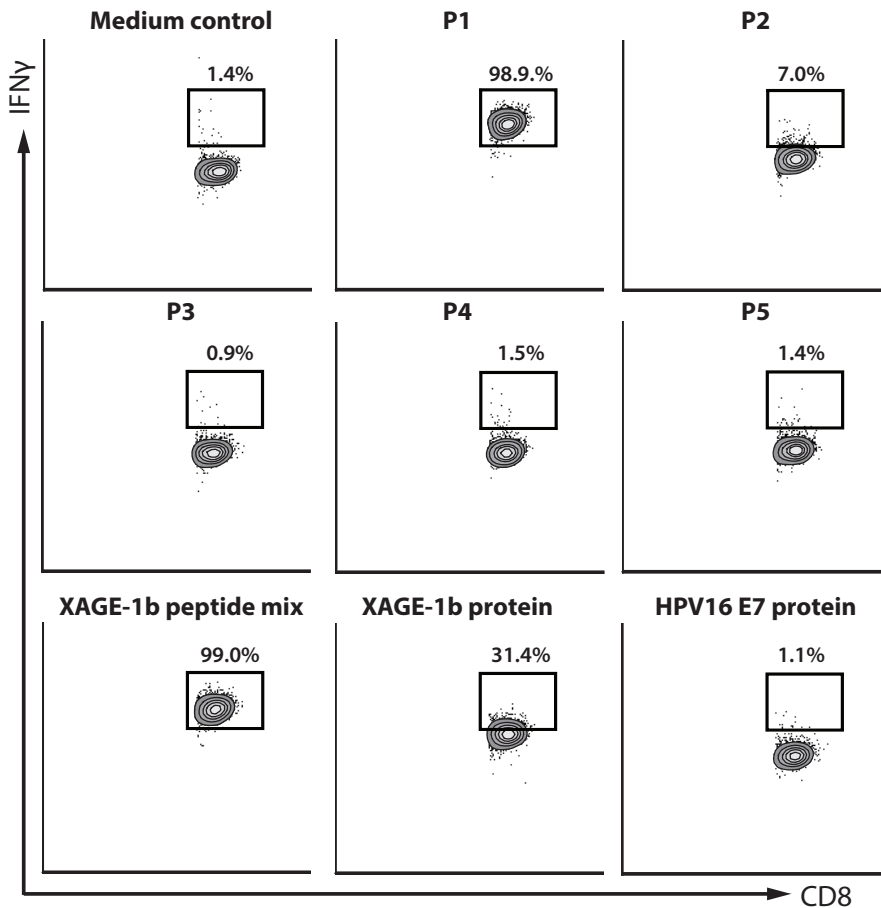 Medium control
P1
P2
IFNγ
1.4%
98.9.%
7.0%
P3
P4
P5
0.9%
1.5%
1.4%
XAGE-1b peptide mix
XAGE-1b protein
HPV16 E7 protein
99.0%
31.4%
1.1%
CD8